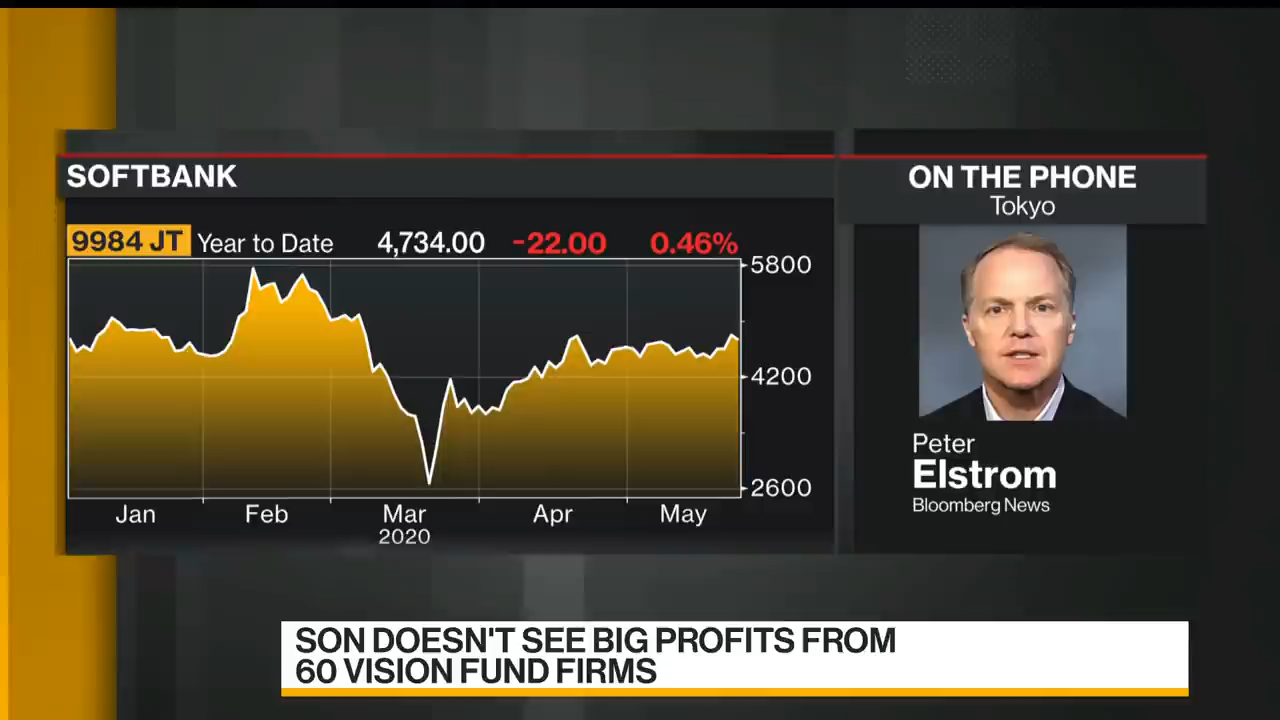 SOFTBANK
9984 JT Year to Date 4,734.00 -22.00 0.46%
5800
4200
2600
Jan Feb Mar Apr May
2020
ON THE PHONE
Tokyo
Peter
Elstrom
Bloomberg News
SON DOESN'T SEE BIG PROFITS FROM
60 VISION FUND FIRMS